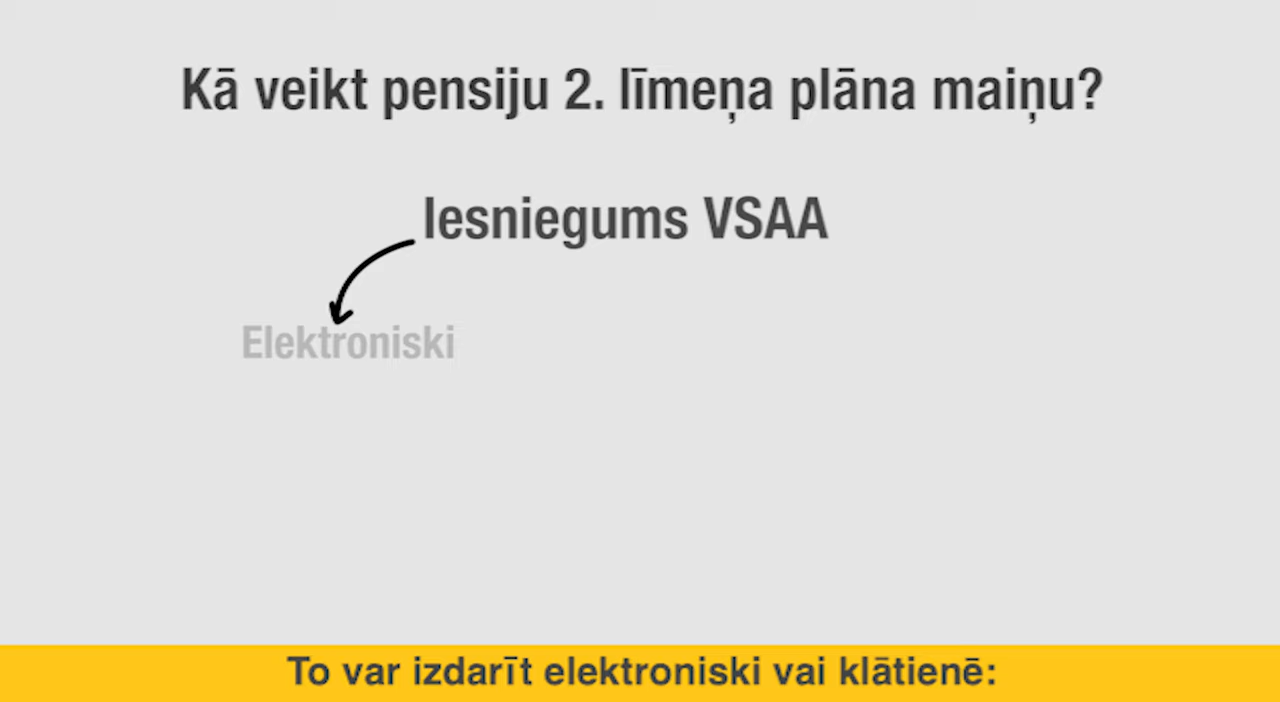 Kā veikt pensiju 2. līmeņa plāna maiņu?
Iesniegums VSAA
Elektroniski
To var izdarīt elektroniski vai klātienē: